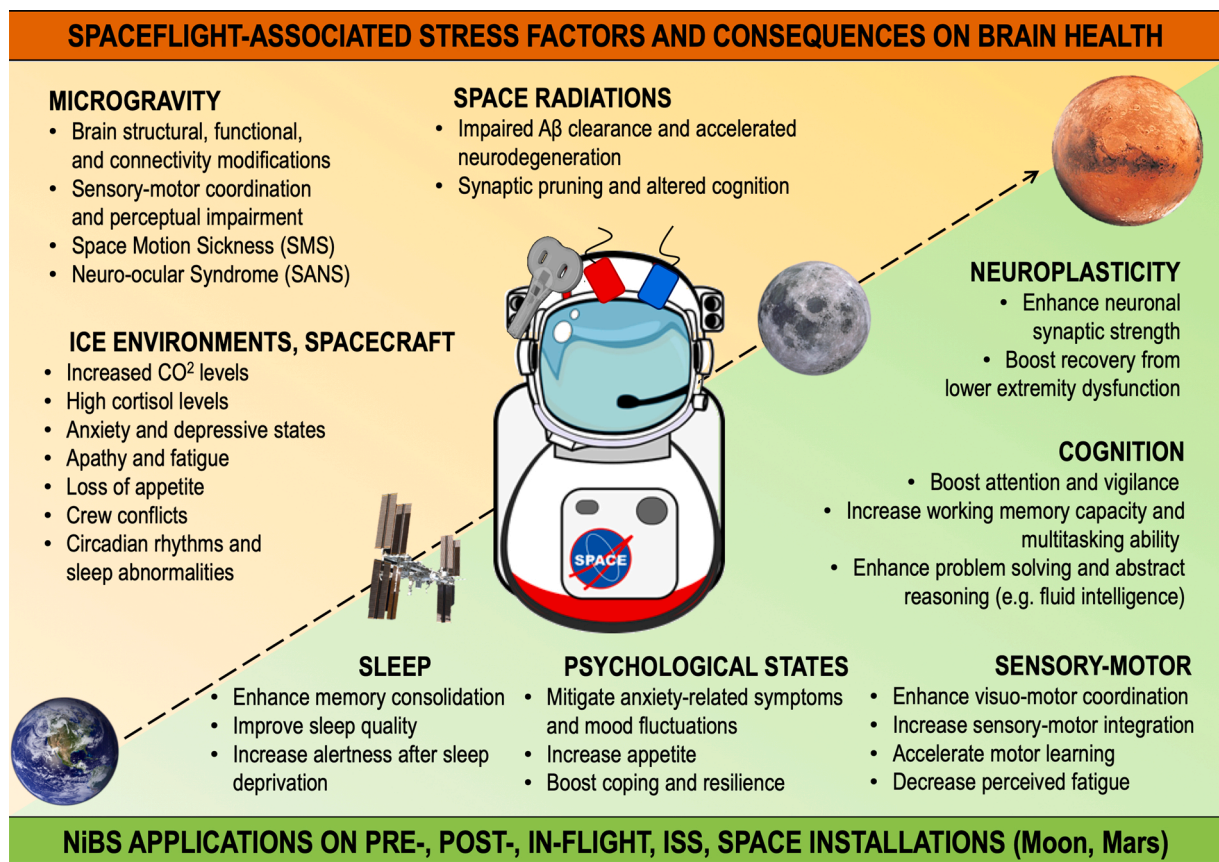 SPACEFLIGHT-ASSOCIATED STRESS FACTORS AND CONSEQUENCES ON BRAIN HEALTH
MICROGRAVITY
• Brain structural, functional,
and connectivity modifications
• Sensory-motor coordination
and perceptual impairment
• Space Motion Sickness (SMS)
• Neuro-ocular Syndrome (SANS)
SPACE RADIATIONS
• Impaired Aβ clearance and accelerated
neurodegeneration
• Synaptic pruning and altered cognition
ICE ENVIRONMENTS, SPACECRAFT
• Increased CO² levels
• High cortisol levels
• Anxiety and depressive states
• Apathy and fatigue
• Loss of appetite
• Crew conflicts
• Circadian rhythms and
sleep abnormalities
SPACE
NEUROPLASTICITY
• Enhance neuronal
synaptic strength
• Boost recovery from
lower extremity dysfunction
COGNITION
• Boost attention and vigilance
• Increase working memory capacity and
multitasking ability
• Enhance problem solving and abstract
reasoning (e.g. fluid intelligence)
SLEEP
• Enhance memory consolidation
• Improve sleep quality
• Increase alertness after sleep
deprivation
PSYCHOLOGICAL STATES
• Mitigate anxiety-related symptoms
and mood fluctuations
• Increase appetite
• Boost coping and resilience
SENSORY-MOTOR
• Enhance visuo-motor coordination
• Increase sensory-motor integration
• Accelerate motor learning
• Decrease perceived fatigue
NiBS APPLICATIONS ON PRE-, POST-, IN-FLIGHT, ISS, SPACE INSTALLATIONS (Moon, Mars)